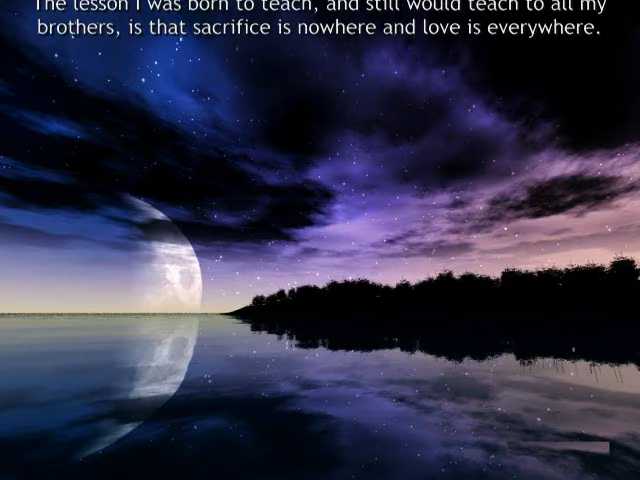 The lesson I was born to teach, and still would teach to all my
brothers, is that sacrifice is nowhere and love is everywhere.